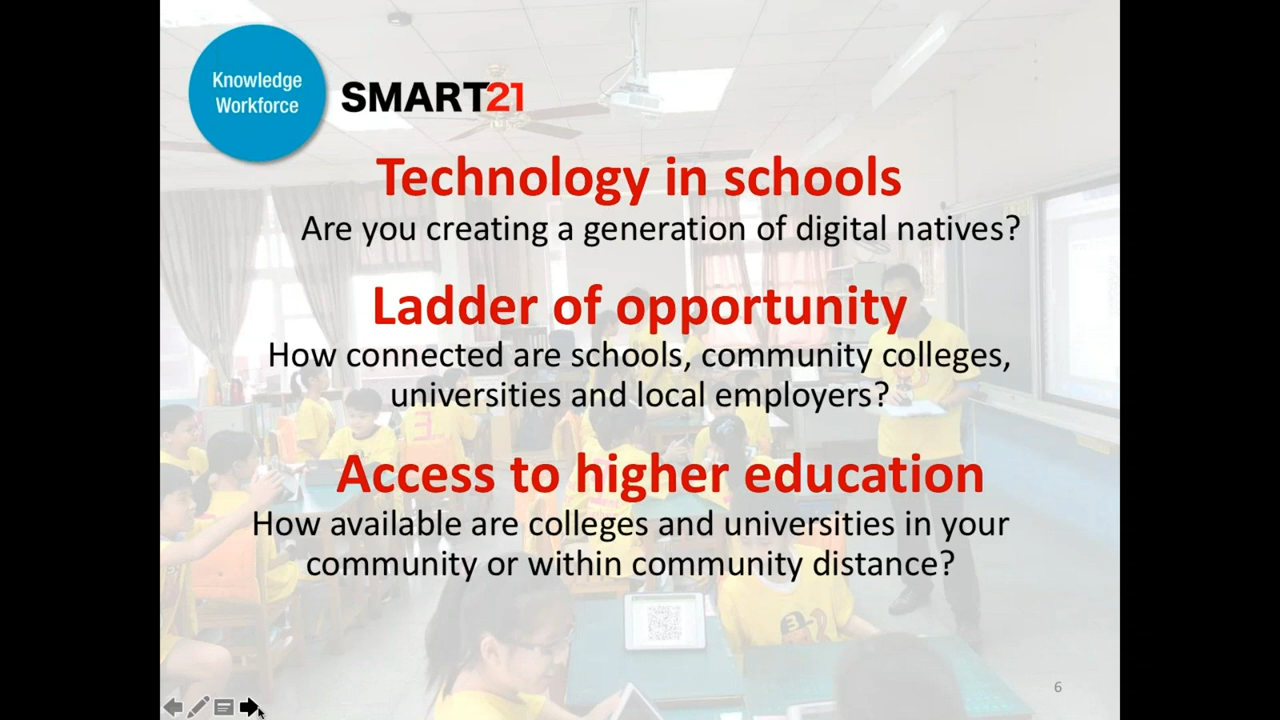 Knowledge
Workforce
SMART21
Technology in schools
Are you creating a generation of digital natives?
Ladder of opportunity
How connected are schools, community colleges,
universities and local employers?
Access to higher education
How available are colleges and universities in your
community or within community distance?
6